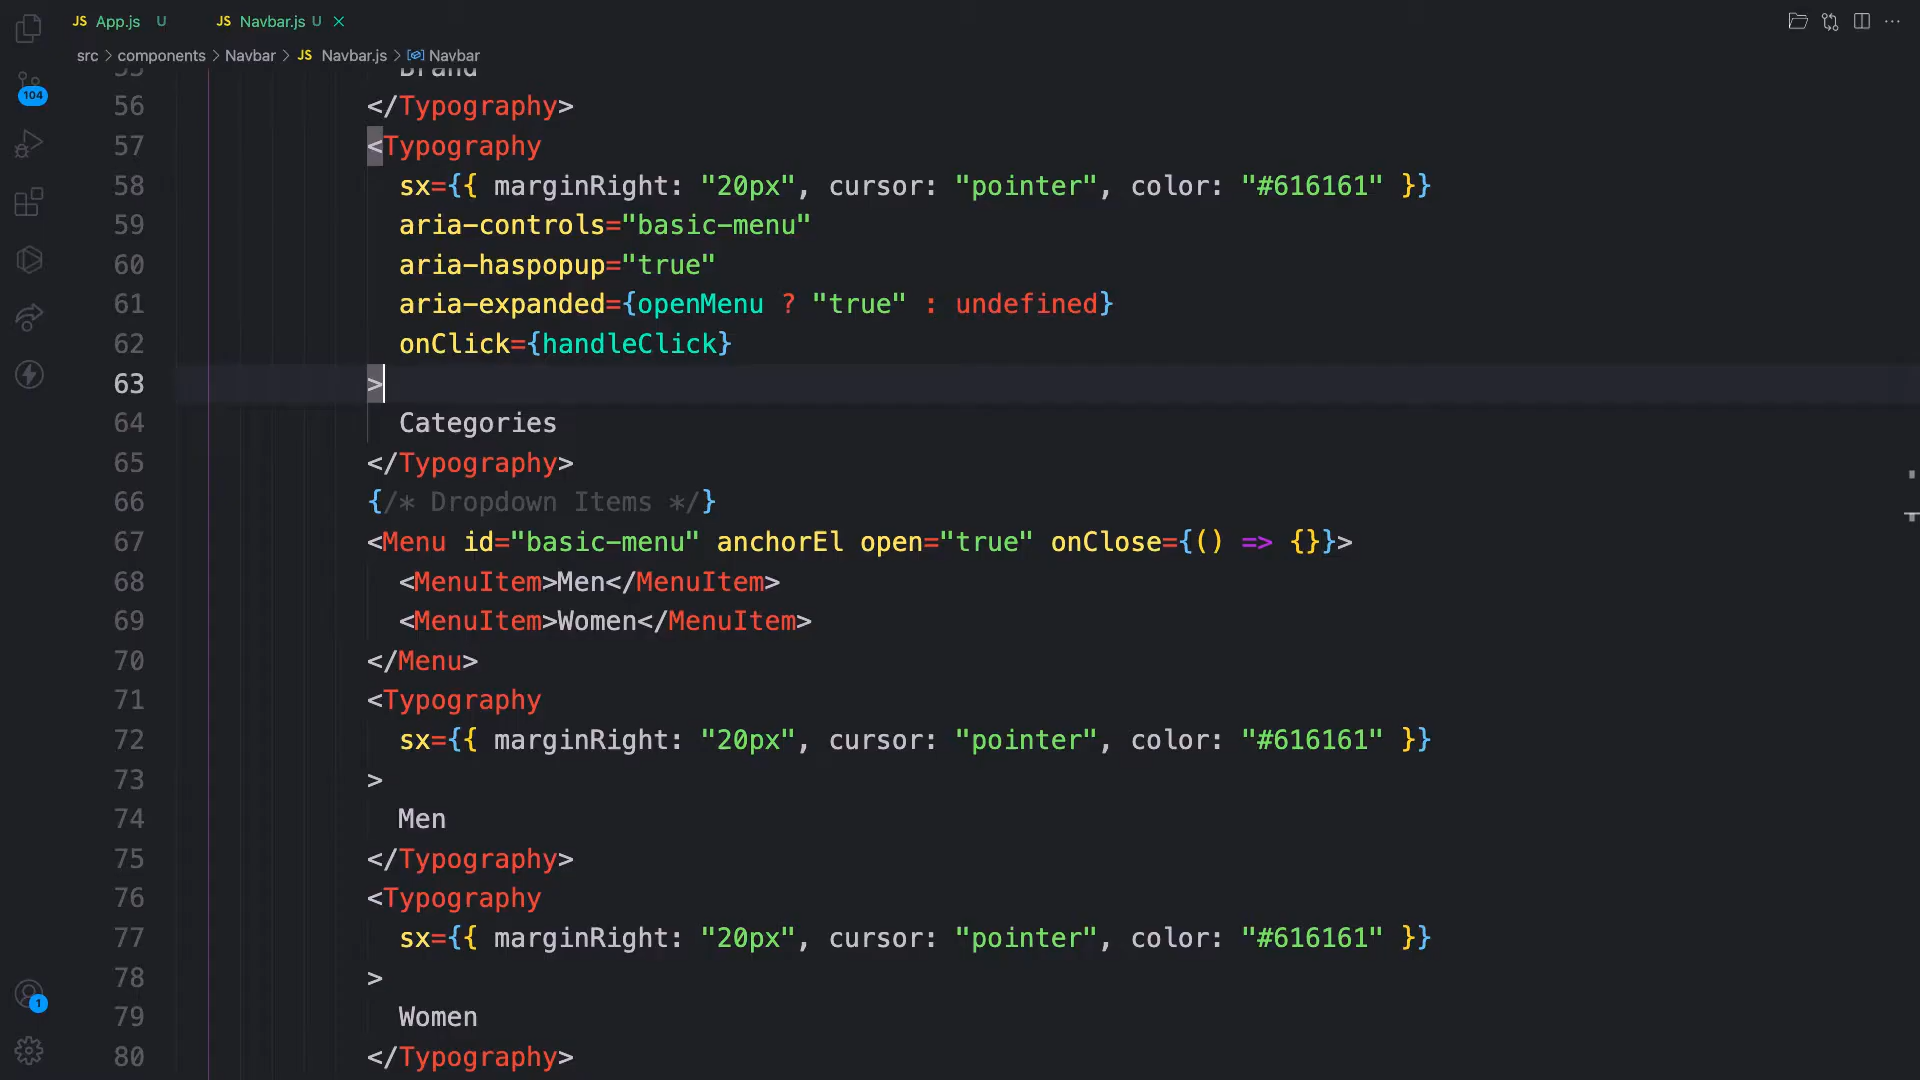 JS App.js U JS Navbar.js U
src > components > Navbar > JS Navbar.js > Navbar
104
55 Brand
56 </Typography>
57 <Typography
58 sx={{ marginRight: "20px", cursor: "pointer", color: "#616161" }}
59 aria-controls="basic-menu"
60 aria-haspopup="true"
61 aria-expanded={openMenu ? "true" : undefined}
62 onClick={handleClick}
63 >
64 Categories
65 </Typography>
66 {/* Dropdown Items */}
67 <Menu id="basic-menu" anchorEl open="true" onClose={() => {}}>
68 <MenuItem>Men</MenuItem>
69 <MenuItem>Women</MenuItem>
70 </Menu>
71 <Typography
72 sx={{ marginRight: "20px", cursor: "pointer", color: "#616161" }}
73 >
74 Men
75 </Typography>
76 <Typography
77 sx={{ marginRight: "20px", cursor: "pointer", color: "#616161" }}
78 >
1
79 Women
80 </Typography>